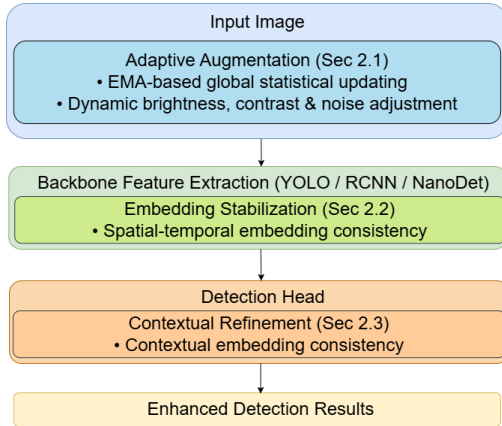 Input Image
Adaptive Augmentation (Sec 2.1)
• EMA-based global statistical updating
• Dynamic brightness, contrast & noise adjustment
Backbone Feature Extraction (YOLO / RCNN / NanoDet)
Embedding Stabilization (Sec 2.2)
• Spatial-temporal embedding consistency
Detection Head
Contextual Refinement (Sec 2.3)
• Contextual embedding consistency
Enhanced Detection Results